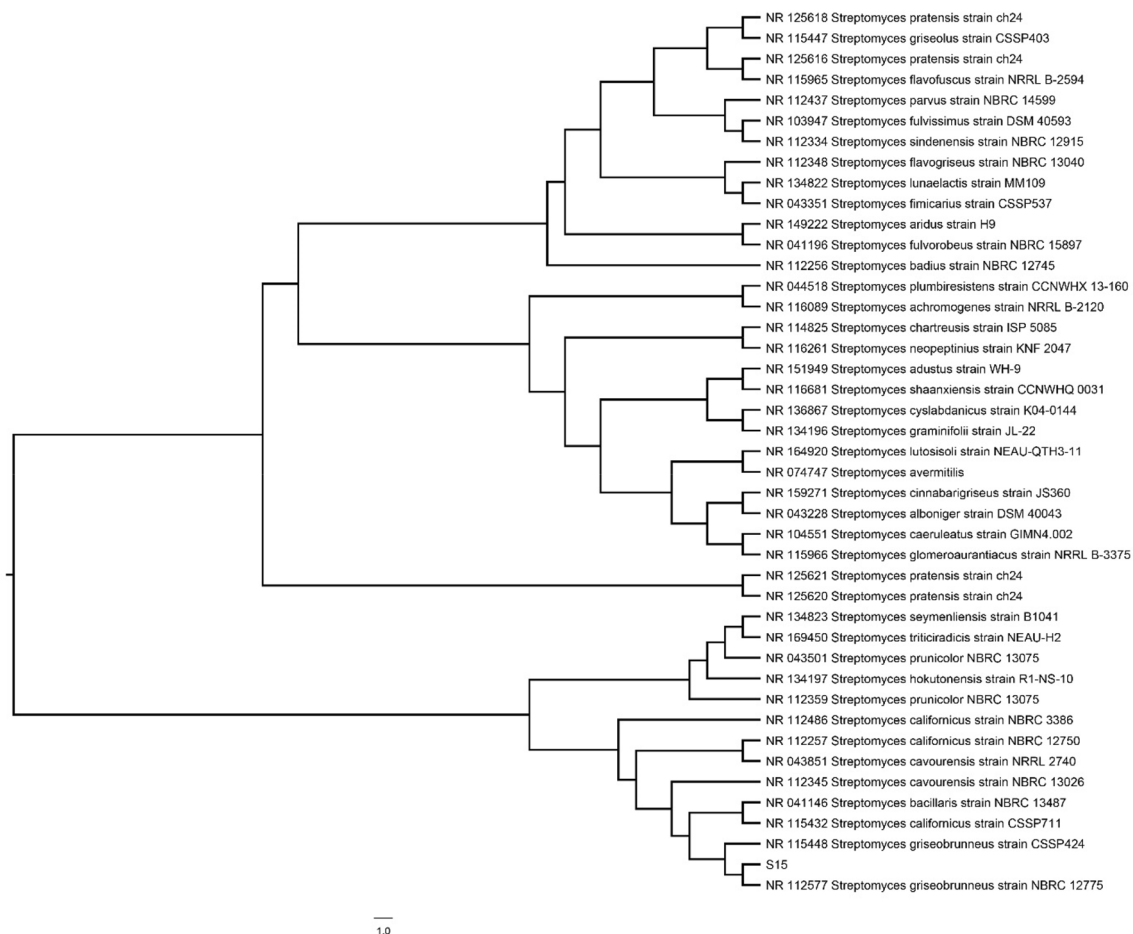 NR 125618 Streptomyces pratensis strain ch24
NR 115447 Streptomyces griseolus strain CSSP403
NR 125616 Streptomyces pratensis strain ch24
NR 115965 Streptomyces flavofuscus strain NRRL B-2594
NR 112437 Streptomyces parvus strain NBRC 14599
NR 103947 Streptomyces fulvissimus strain DSM 40593
NR 112334 Streptomyces sindenensis strain NBRC 12915
NR 112348 Streptomyces flavogriseus strain NBRC 13040
NR 134822 Streptomyces lunaelactis strain MM109
NR 043351 Streptomyces fimicarius strain CSSP537
NR 149222 Streptomyces aridus strain H9
NR 041196 Streptomyces fulvorobeus strain NBRC 15897
NR 112256 Streptomyces badius strain NBRC 12745
NR 044518 Streptomyces plumbiresistens strain CCNWHX 13-160
NR 116089 Streptomyces achromogenes strain NRRL B-2120
NR 114825 Streptomyces chartreusis strain ISP 5085
NR 116261 Streptomyces neopeptinius strain KNF 2047
NR 151949 Streptomyces adustus strain WH-9
NR 116681 Streptomyces shaanxiensis strain CCNWHQ 0031
NR 136867 Streptomyces cyslabdanicus strain K04-0144
NR 134196 Streptomyces graminifolii strain JL-22
NR 164920 Streptomyces lutosisoli strain NEAU-QTH3-11
NR 074747 Streptomyces avermitilis
NR 159271 Streptomyces cinnabarigriseus strain JS360
NR 043228 Streptomyces alboniger strain DSM 40043
NR 104551 Streptomyces caeruleatus strain GIMN4.002
NR 115966 Streptomyces glomeroaurantiacus strain NRRL B-3375
NR 125621 Streptomyces pratensis strain ch24
NR 125620 Streptomyces pratensis strain ch24
NR 134823 Streptomyces seymenliensis strain B1041
NR 169450 Streptomyces triticiradicis strain NEAU-H2
NR 043501 Streptomyces prunicolor NBRC 13075
NR 134197 Streptomyces hokutonensis strain R1-NS-10
NR 112359 Streptomyces prunicolor NBRC 13075
NR 112486 Streptomyces californicus strain NBRC 3386
NR 112257 Streptomyces californicus strain NBRC 12750
NR 043851 Streptomyces cavourensis strain NRRL 2740
NR 112345 Streptomyces cavourensis strain NBRC 13026
NR 041146 Streptomyces bacillaris strain NBRC 13487
NR 115432 Streptomyces californicus strain CSSP711
NR 115448 Streptomyces griseobrunneus strain CSSP424
S15
NR 112577 Streptomyces griseobrunneus strain NBRC 12775
1.0